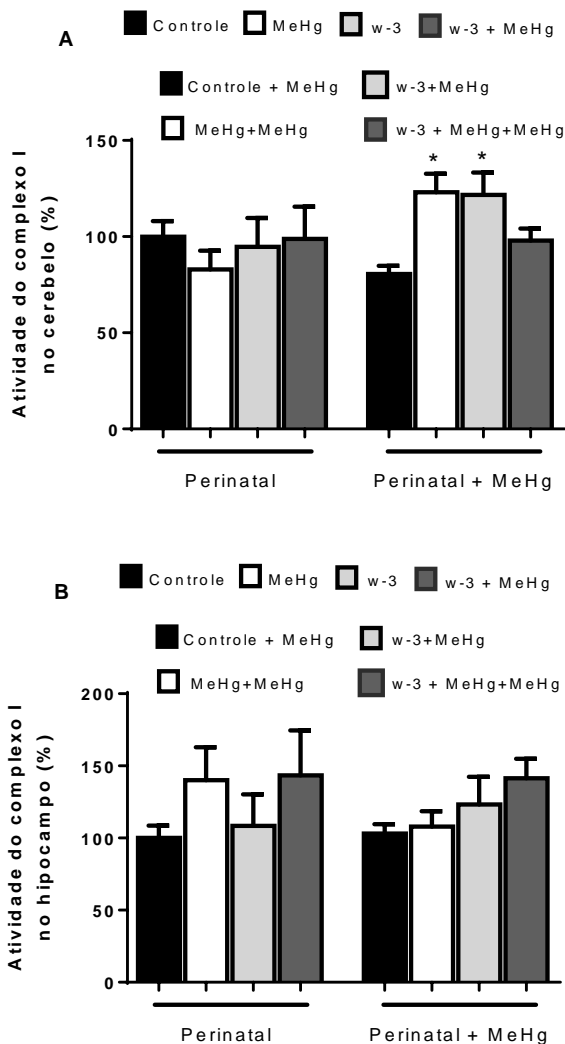 A
Controle MeHg w-3 w-3 + MeHg
Controle + MeHg w-3+MeHg
MeHg+MeHg w-3 + MeHg+MeHg
Atividade do complexo I
no cerebelo (%)
150
100
50
0
* *
Perinatal Perinatal + MeHg
B
Controle MeHg w-3 w-3 + MeHg
Controle + MeHg w-3+MeHg
MeHg+MeHg w-3 + MeHg+MeHg
Atividade do complexo I
no hipocampo (%)
200
150
100
50
0
Perinatal Perinatal + MeHg